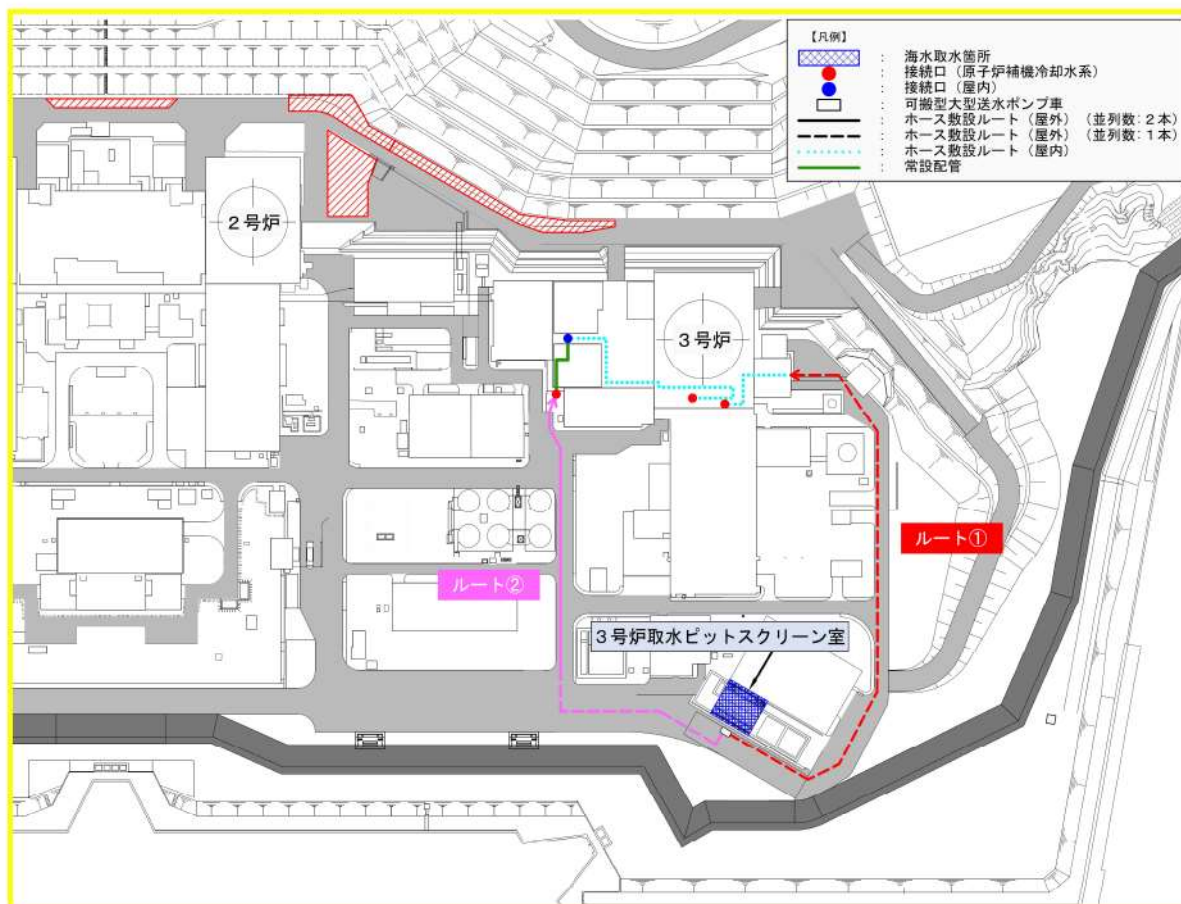 【凡例】
: 海水取水箇所
: 接続口（原子炉補機冷却水系）
: 接続口（屋内）
: 可搬型大型送水ポンプ車
: ホース敷設ルート（屋外）（並列数：２本）
: ホース敷設ルート（屋外）（並列数：１本）
: ホース敷設ルート（屋内）
: 常設配管
２号炉
３号炉
ルート①
ルート②
３号炉取水ピットスクリーン室